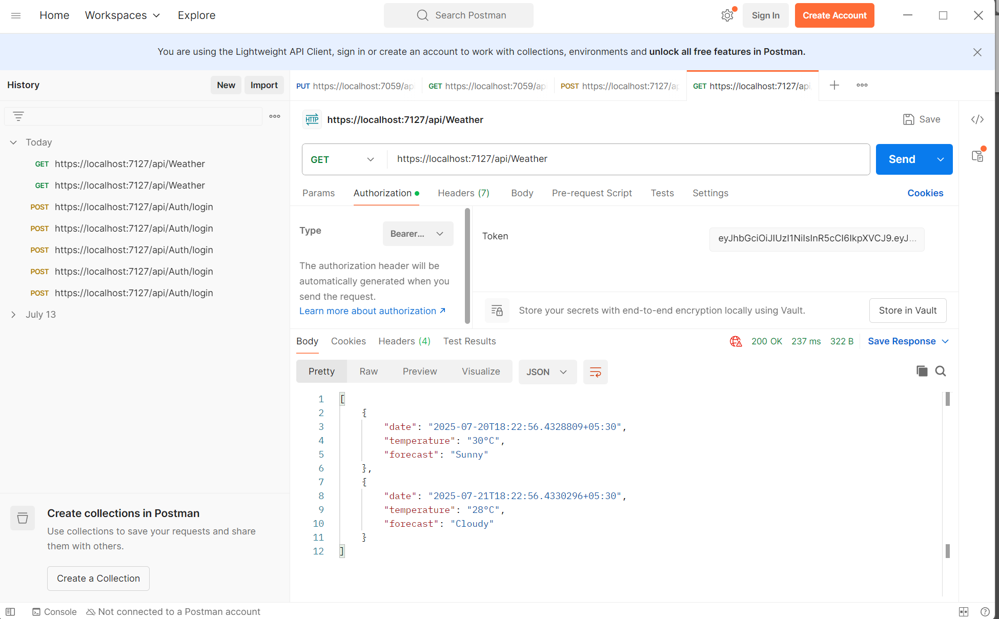 Home Workspaces Explore Search Postman Sign In Create Account
You are using the Lightweight API Client, sign in or create an account to work with collections, environments and unlock all free features in Postman.
History New Import
PUT https://localhost:7059/ap GET https://localhost:7059/ap POST https://localhost:7127/ap GET https://localhost:7127/api
HTTP https://localhost:7127/api/Weather Save
Today
GET https://localhost:7127/api/Weather
GET https://localhost:7127/api/Weather
POST https://localhost:7127/api/Auth/login
POST https://localhost:7127/api/Auth/login
POST https://localhost:7127/api/Auth/login
POST https://localhost:7127/api/Auth/login
POST https://localhost:7127/api/Auth/login
July 13
Create collections in Postman
Use collections to save your requests and share
them with others.
Create a Collection
GET https://localhost:7127/api/Weather Send
Params Authorization Headers (7) Body Pre-request Script Tests Settings Cookies
Type Bearer...
The authorization header will be
automatically generated when you
send the request.
Learn more about authorization
Token eyJhbGciOiJIUzI1NiIsInR5cCI6IkpXVCJ9.eyJ...
Store your secrets with end-to-end encryption locally using Vault. Store in Vault
Body Cookies Headers (4) Test Results 200 OK 237 ms 322 B Save Response
Pretty Raw Preview Visualize JSON
1 [
2 {
3 "date": "2025-07-20T18:22:56.4328809+05:30",
4 "temperature": "30°C",
5 "forecast": "Sunny"
6 },
7 {
8 "date": "2025-07-21T18:22:56.4330296+05:30",
9 "temperature": "28°C",
10 "forecast": "Cloudy"
11 }
12 ]
Console Not connected to a Postman account